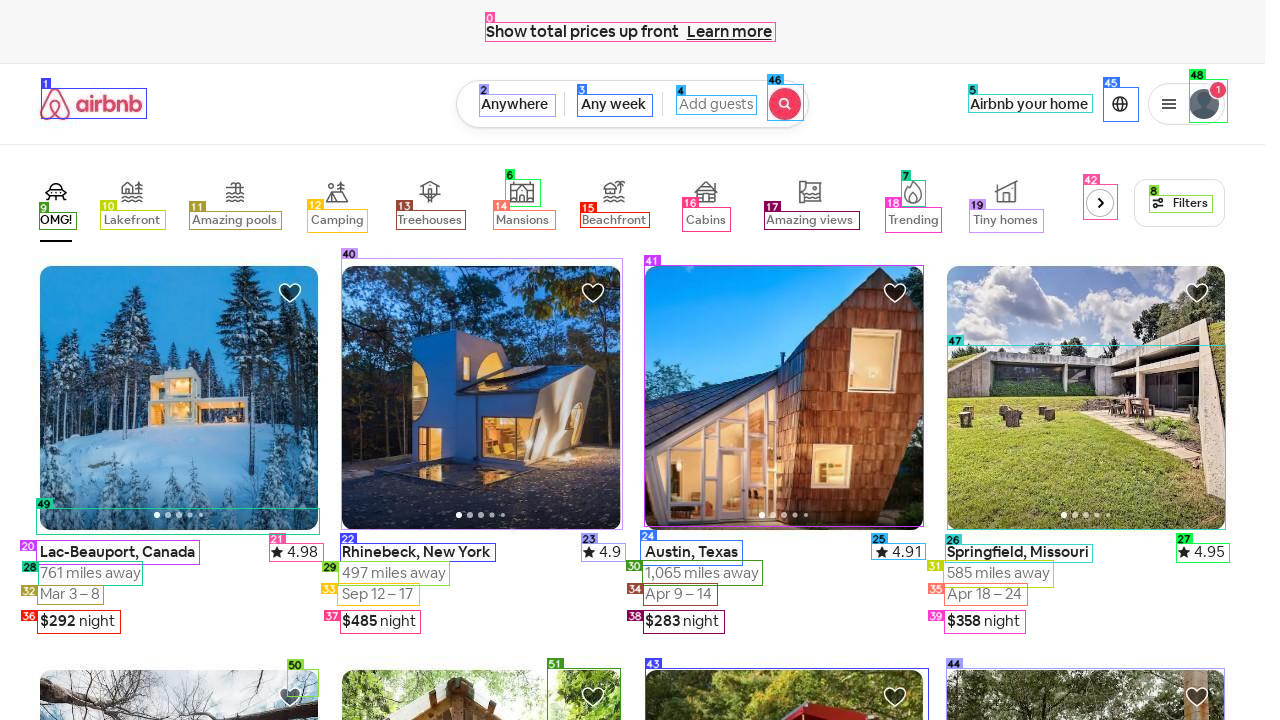 Show total prices up front Learn more
airbnb
Anywhere
Any week
Add guests
Airbnb your home
1
OMG!
Lakefront
Amazing pools
Camping
Treehouses
Mansions
Beachfront
Cabins
Amazing views
Trending
Tiny homes
Filters
Lac-Beauport, Canada
4.98
761 miles away
Mar 3 – 8
$292 night
Rhinebeck, New York
4.9
497 miles away
Sep 12 – 17
$485 night
Austin, Texas
4.91
1,065 miles away
Apr 9 – 14
$283 night
Springfield, Missouri
4.95
585 miles away
Apr 18 – 24
$358 night
0
1
2
3
4
46
5
45
48
6
7
42
8
9
10
11
12
13
14
15
16
17
18
19
40
41
47
49
20
21
22
23
24
25
26
27
28
29
30
31
32
33
34
35
36
37
38
39
50
51
43
44